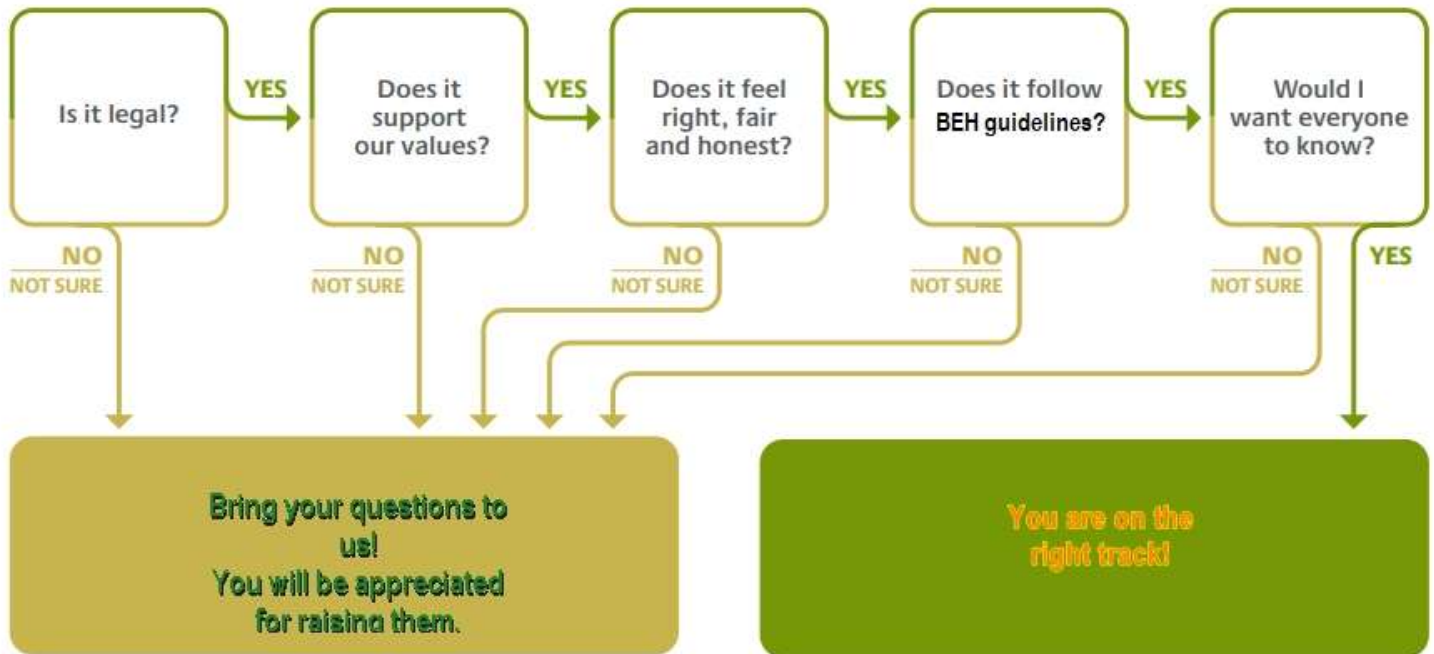 Is it legal?
YES
Does it
support
our values?
YES
Does it feel
right, fair
and honest?
YES
Does it follow
BEH guidelines?
YES
Would I
want everyone
to know?
NO
NOT SURE
NO
NOT SURE
NO
NOT SURE
NO
NOT SURE
NO
NOT SURE
YES
Bring your questions to
us!
You will be appreciated
for raising them.
You are on the
right track!